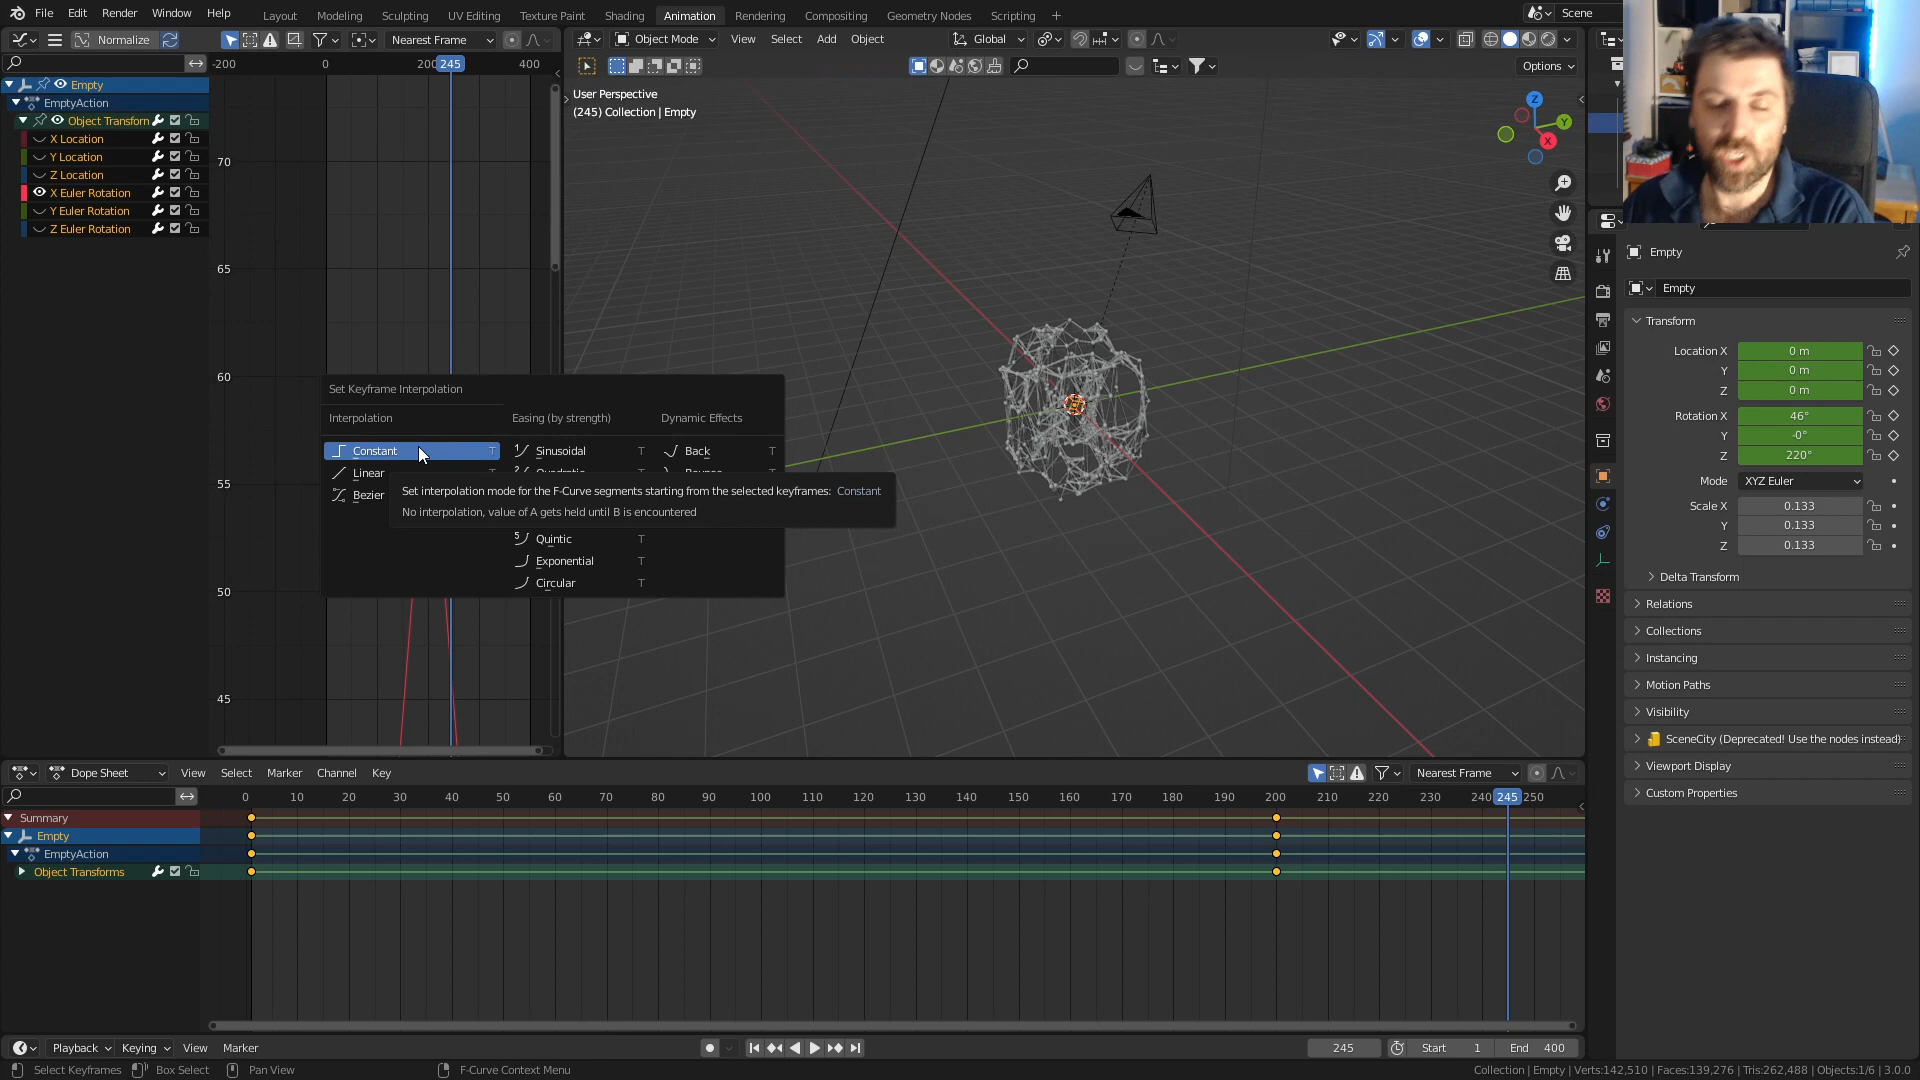 File Edit Render Window Help
Layout Modeling Sculpting UV Editing Texture Paint Shading Animation Rendering Compositing Geometry Nodes Scripting +
Scene
Normalize Nearest Frame
Object Mode View Select Add Object Global
Options
-200 0 200 245 400
Empty
EmptyAction
Object Transform
X Location
Y Location
Z Location
X Euler Rotation
Y Euler Rotation
Z Euler Rotation
70
65
60
55
50
45
User Perspective
(245) Collection | Empty
Z
Y
X
Set Keyframe Interpolation
Interpolation Easing (by strength) Dynamic Effects
Constant T Sinusoidal T Back T
Linear
Bezier
Set interpolation mode for the F-Curve segments starting from the selected keyframes: Constant
No interpolation, value of A gets held until B is encountered
Quintic T
Exponential T
Circular T
Empty
Empty
Transform
Location X 0 m
Y 0 m
Z 0 m
Rotation X 46°
Y -0°
Z 220°
Mode XYZ Euler
Scale X 0.133
Y 0.133
Z 0.133
Delta Transform
Relations
Collections
Instancing
Motion Paths
Visibility
SceneCity (Deprecated! Use the nodes instead)
Viewport Display
Custom Properties
Dope Sheet View Select Marker Channel Key Nearest Frame
0 10 20 30 40 50 60 70 80 90 100 110 120 130 140 150 160 170 180 190 200 210 220 230 240 245 250
Summary
Empty
EmptyAction
Object Transforms
Playback Keying View Marker 245 Start 1 End 400
Select Keyframes Box Select Pan View F-Curve Context Menu Collection | Empty | Verts:142,510 | Faces:139,276 | Tris:262,488 | Objects:1/6 | 3.0.0